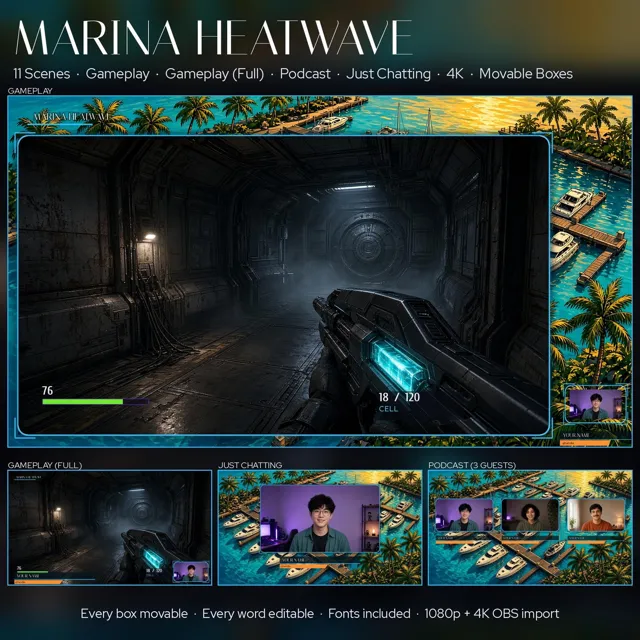 MARINA HEATWAVE
11 Scenes · Gameplay · Gameplay (Full) · Podcast · Just Chatting · 4K · Movable Boxes
GAMEPLAY
MARINA HEATWAVE
76
18 / 120
CELL
YOUR NAME
GAMEPLAY (FULL)
JUST CHATTING
PODCAST (3 GUESTS)
Every box movable · Every word editable · Fonts included · 1080p + 4K OBS import